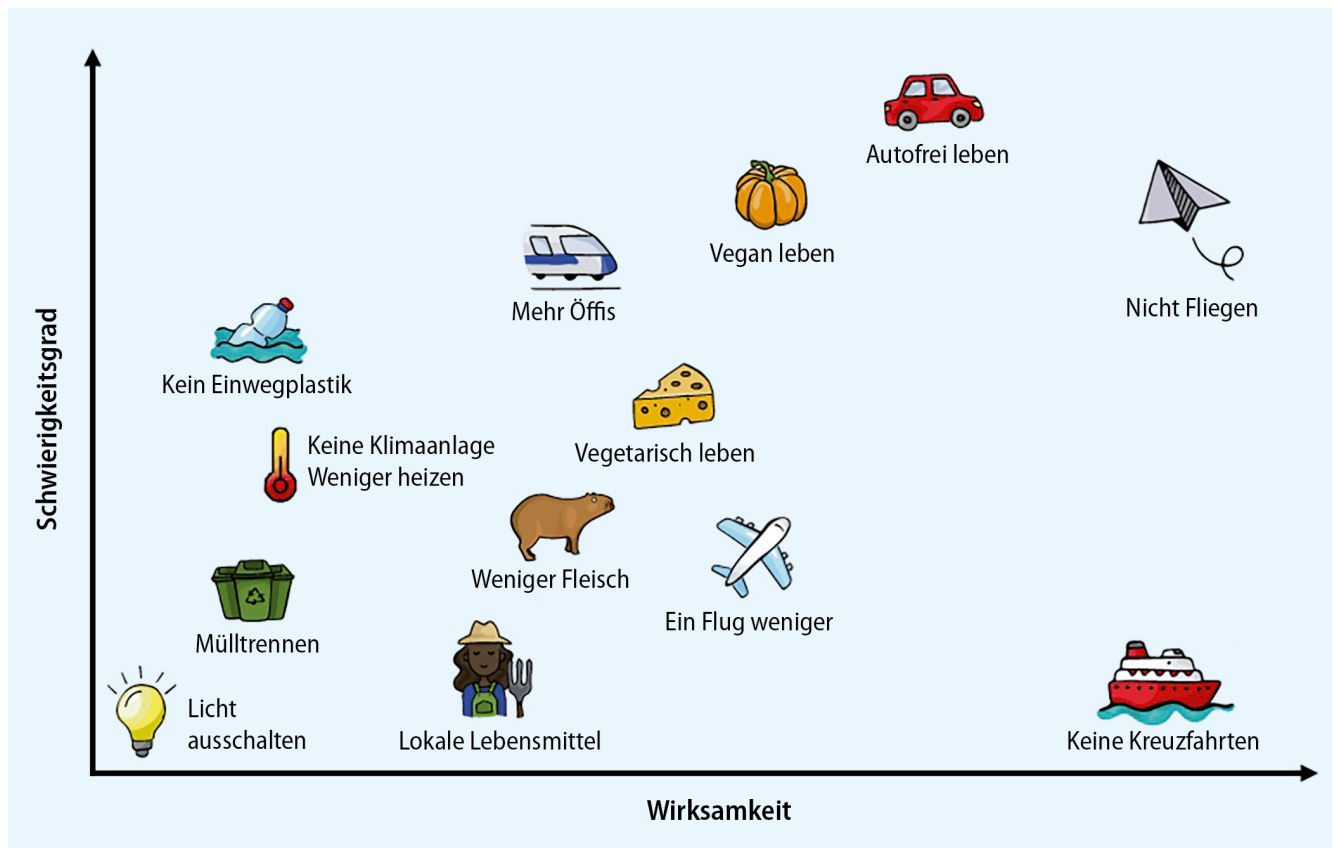 Autofrei leben
Vegan leben
Mehr Öffis
Nicht Fliegen
Kein Einwegplastik
Keine Klimaanlage
Weniger heizen
Vegetarisch leben
Weniger Fleisch
Ein Flug weniger
Mülltrennen
Licht
ausschalten
Lokale Lebensmittel
Keine Kreuzfahrten
Schwierigkeitsgrad
Wirksamkeit